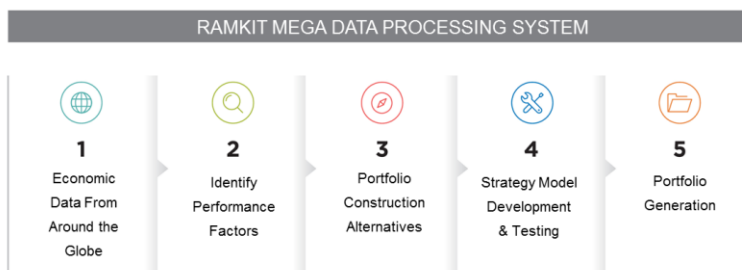 RAMKIT MEGA DATA PROCESSING SYSTEM
1
Economic
Data From
Around the
Globe
2
Identify
Performance
Factors
3
Portfolio
Construction
Alternatives
4
Strategy Model
Development
& Testing
5
Portfolio
Generation